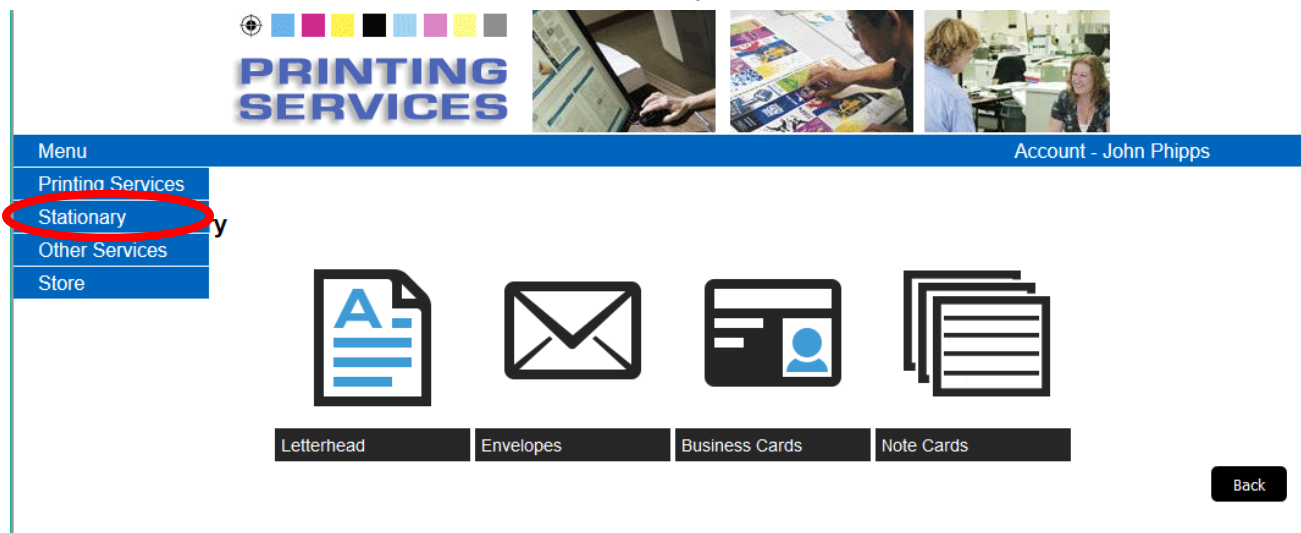 PRINTING
SERVICES
Menu
Account - John Phipps
Printing Services
Stationary
y
Other Services
Store
A
Letterhead
Envelopes
Business Cards
Note Cards
Back